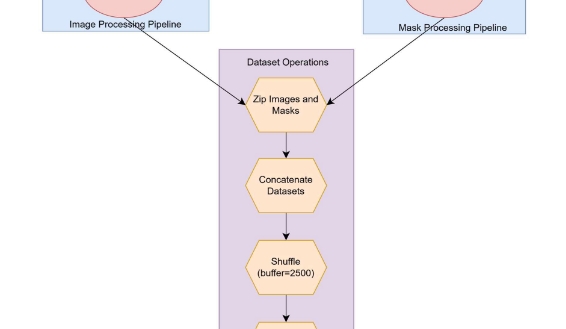 Image Processing Pipeline
Mask Processing Pipeline
Dataset Operations
Zip Images and
Masks
Concatenate
Datasets
Shuffle
(buffer=2500)